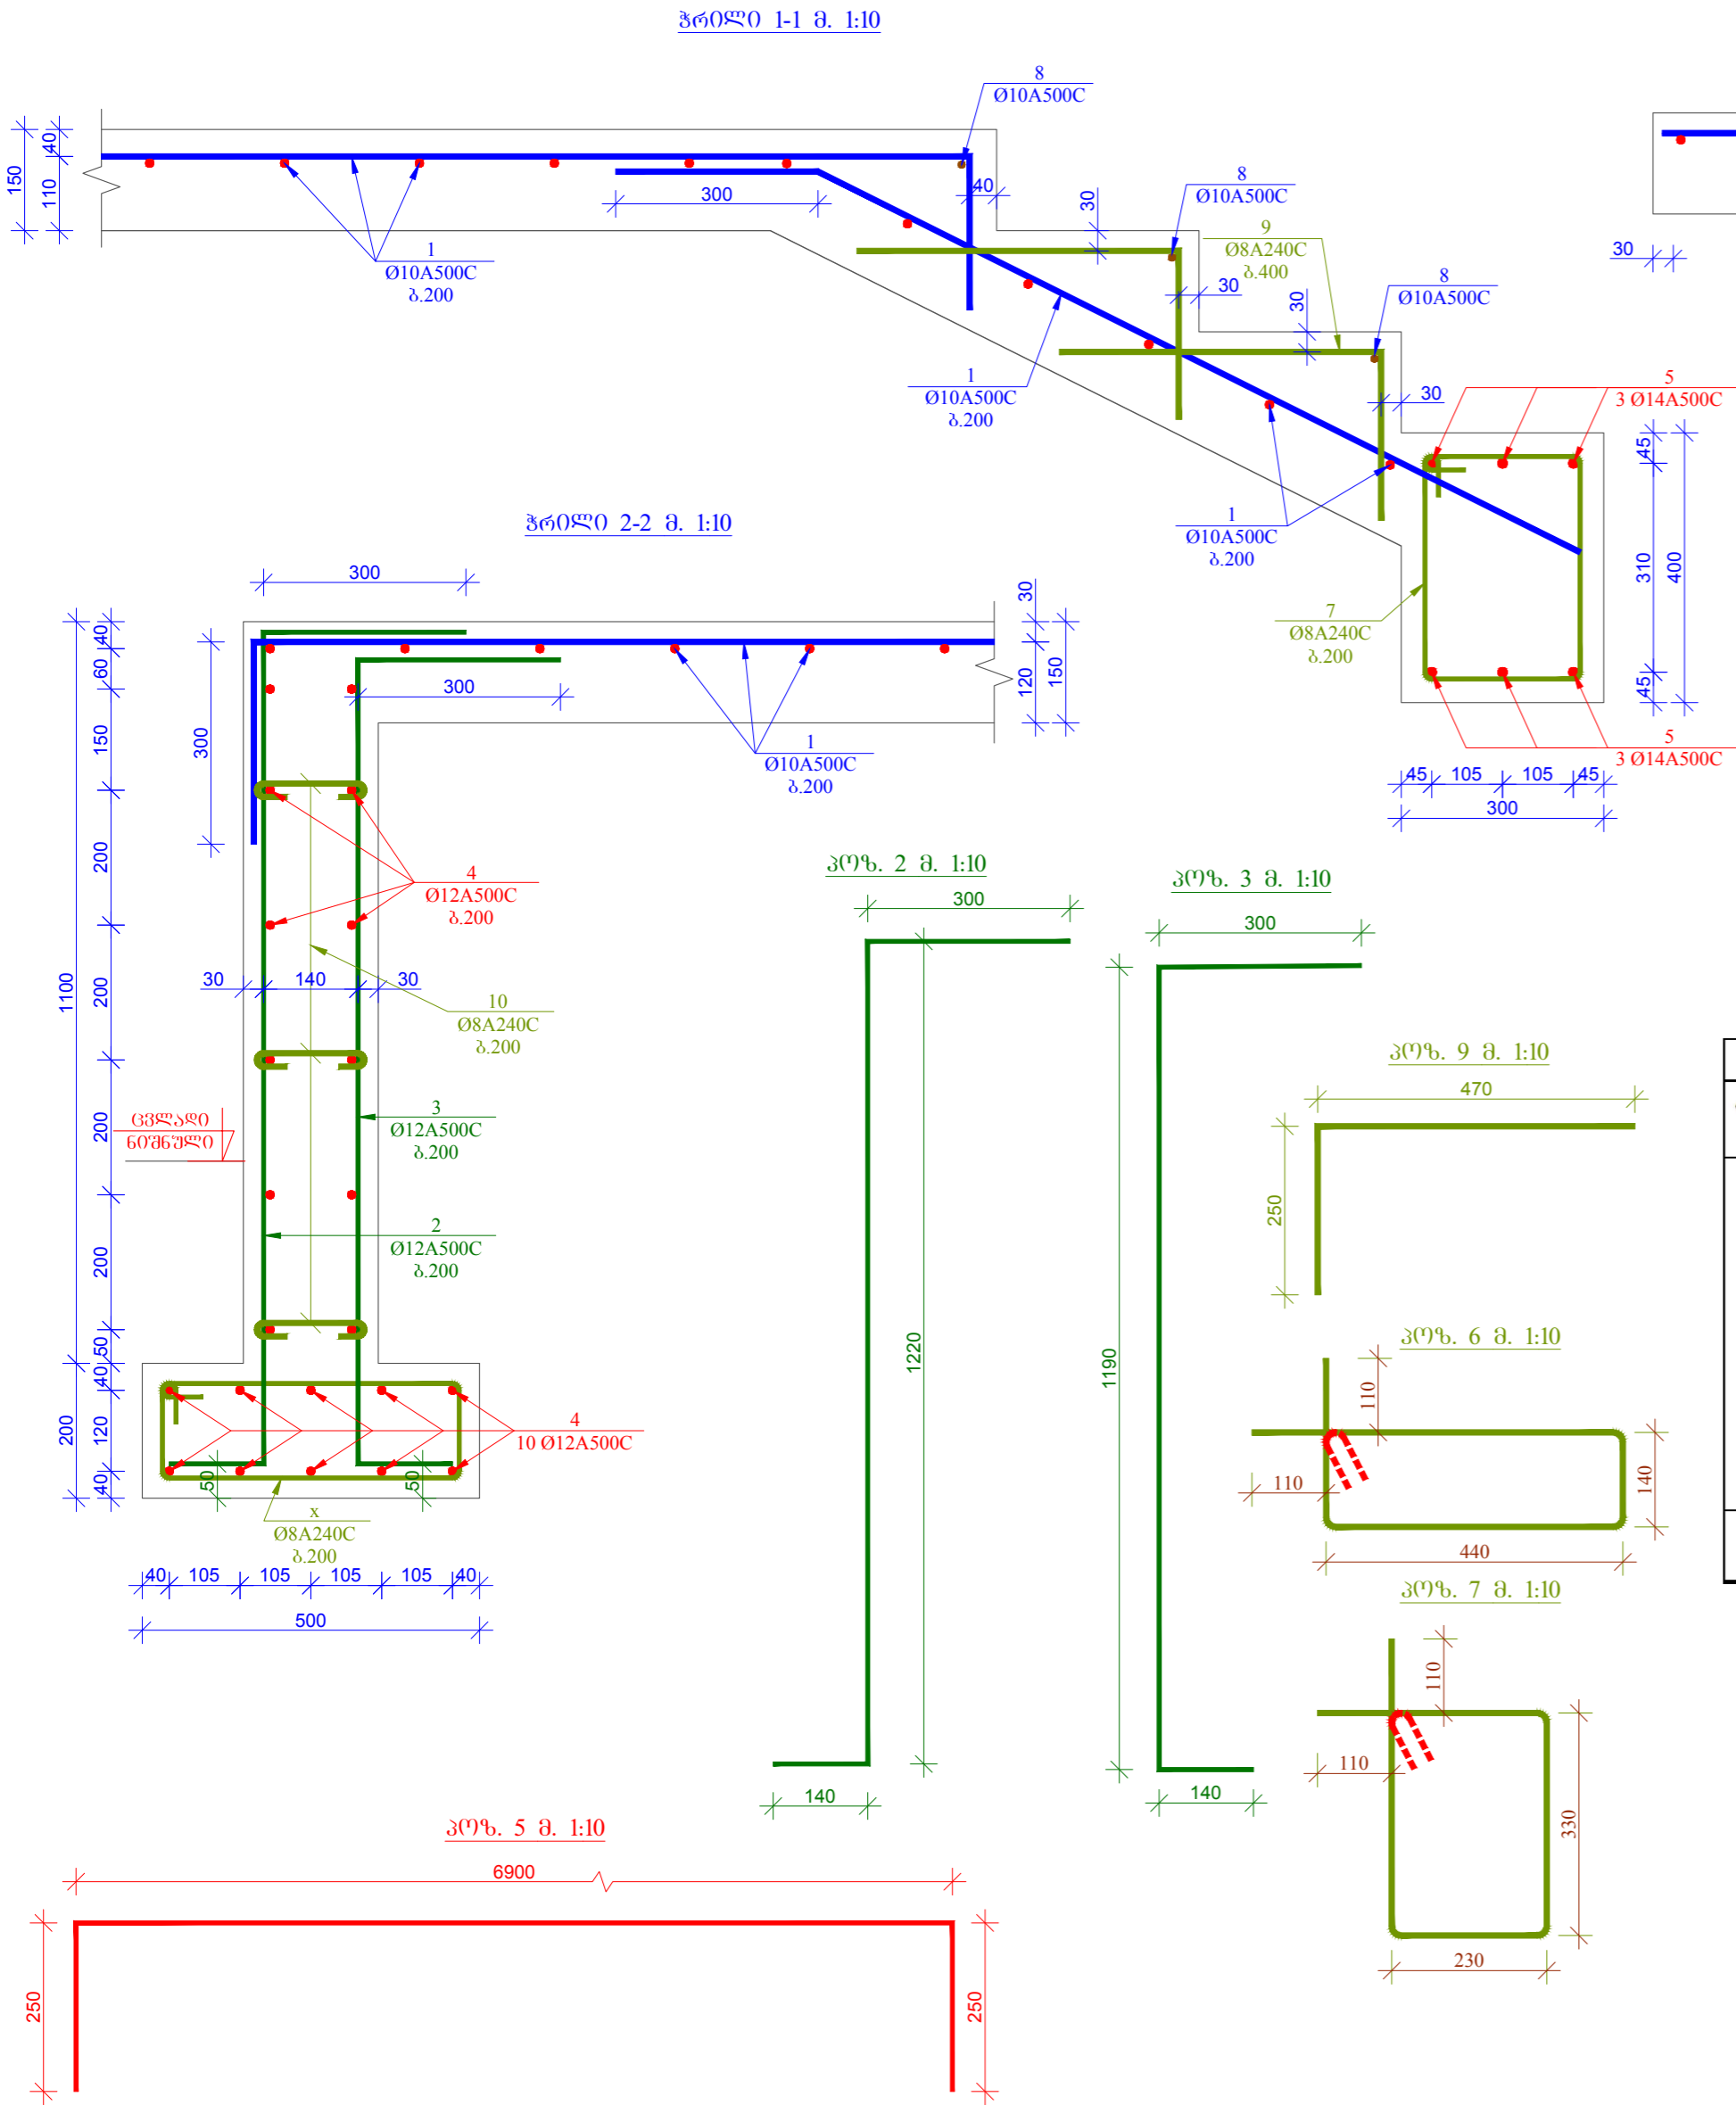 ჭრილი 1-1 მ. 1:10
8
Ø10A500C
40
150
110
300
40
1
Ø10A500C
ბ.200
30
8
Ø10A500C
9
Ø8A240C
ბ.400
30
30
8
Ø10A500C
30
1
Ø10A500C
ბ.200
30
5
3 Ø14A500C
1
Ø10A500C
ბ.200
45
310
400
45
7
Ø8A240C
ბ.200
5
3 Ø14A500C
45 105 105 45
300
ჭრილი 2-2 მ. 1:10
300
30
120
150
40
60
150
200
200
200
200
50
1100
300
300
1
Ø10A500C
ბ.200
4
Ø12A500C
ბ.200
30 140 30
10
Ø8A240C
ბ.200
ცვლადი
ნიშნული
3
Ø12A500C
ბ.200
2
Ø12A500C
ბ.200
40
120
40
200
4
10 Ø12A500C
50
50
x
Ø8A240C
ბ.200
40 105 105 105 105 40
500
პოზ. 2 მ. 1:10
300
1220
140
პოზ. 3 მ. 1:10
300
1190
140
პოზ. 9 მ. 1:10
470
250
პოზ. 6 მ. 1:10
110
110
140
440
პოზ. 7 მ. 1:10
110
110
330
230
პოზ. 5 მ. 1:10
6900
250
250